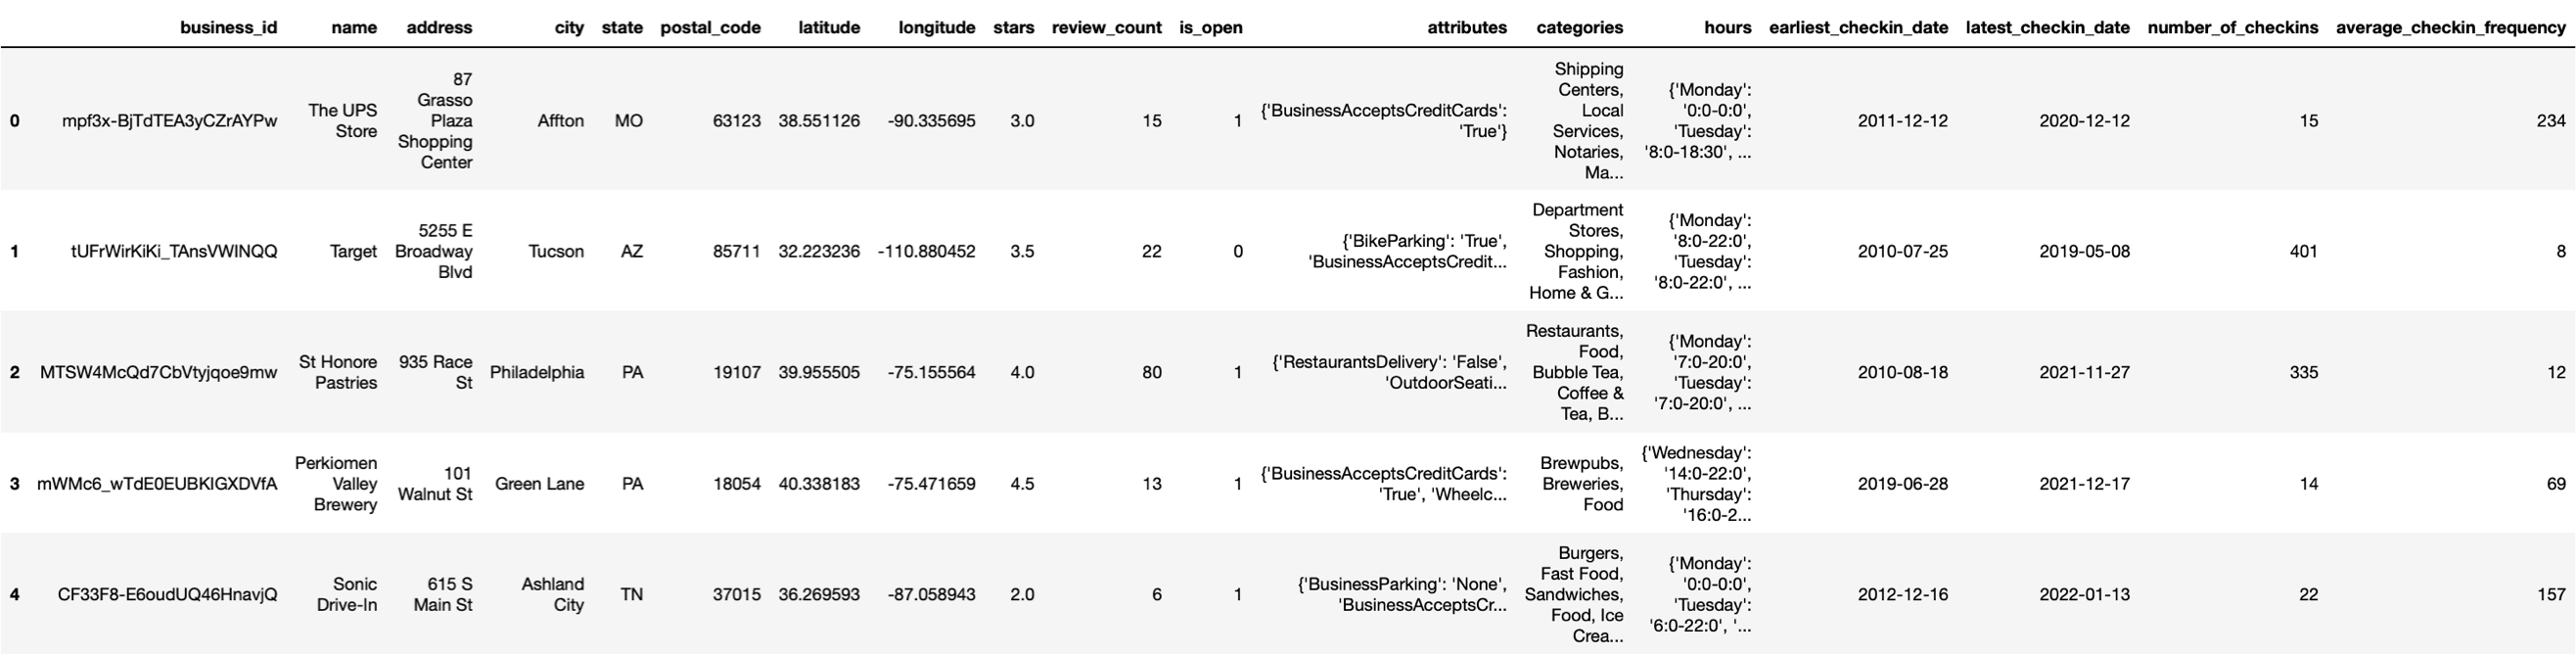 business_id name address city state postal_code latitude longitude stars review_count is_open attributes categories hours earliest_checkin_date latest_checkin_date number_of_checkins average_checkin_frequency
0 mpf3x-BjTdTEA3yCZrAYPw The UPS Store 87 Grasso Plaza Shopping Center Affton MO 63123 38.551126 -90.335695 3.0 15 1 {'BusinessAcceptsCreditCards': 'True'} Shipping Centers, Local Services, Notaries, Ma... {'Monday': '0:0-0:0', 'Tuesday': '8:0-18:30', ... 2011-12-12 2020-12-12 15 234
1 tUFrWirKiKi_TAnsVWINQQ Target 5255 E Broadway Blvd Tucson AZ 85711 32.223236 -110.880452 3.5 22 0 {'BikeParking': 'True', 'BusinessAcceptsCredit... Department Stores, Shopping, Fashion, Home & G... {'Monday': '8:0-22:0', 'Tuesday': '8:0-22:0', ... 2010-07-25 2019-05-08 401 8
2 MTSW4McQd7CbVtyjqoe9mw St Honore Pastries 935 Race St Philadelphia PA 19107 39.955505 -75.155564 4.0 80 1 {'RestaurantsDelivery': 'False', 'OutdoorSeati... Restaurants, Food, Bubble Tea, Coffee & Tea, B... {'Monday': '7:0-20:0', 'Tuesday': '7:0-20:0', ... 2010-08-18 2021-11-27 335 12
3 mWMc6_wTdE0EUBKIGXDVfA Perkiomen Valley Brewery 101 Walnut St Green Lane PA 18054 40.338183 -75.471659 4.5 13 1 {'BusinessAcceptsCreditCards': 'True', 'Wheelc... Brewpubs, Breweries, Food {'Wednesday': '14:0-22:0', 'Thursday': '16:0-2... 2019-06-28 2021-12-17 14 69
4 CF33F8-E6oudUQ46HnavjQ Sonic Drive-In 615 S Main St Ashland City TN 37015 36.269593 -87.058943 2.0 6 1 {'BusinessParking': 'None', 'BusinessAcceptsCr... Burgers, Fast Food, Sandwiches, Food, Ice Crea... {'Monday': '0:0-0:0', 'Tuesday': '6:0-22:0', '... 2012-12-16 2022-01-13 22 157